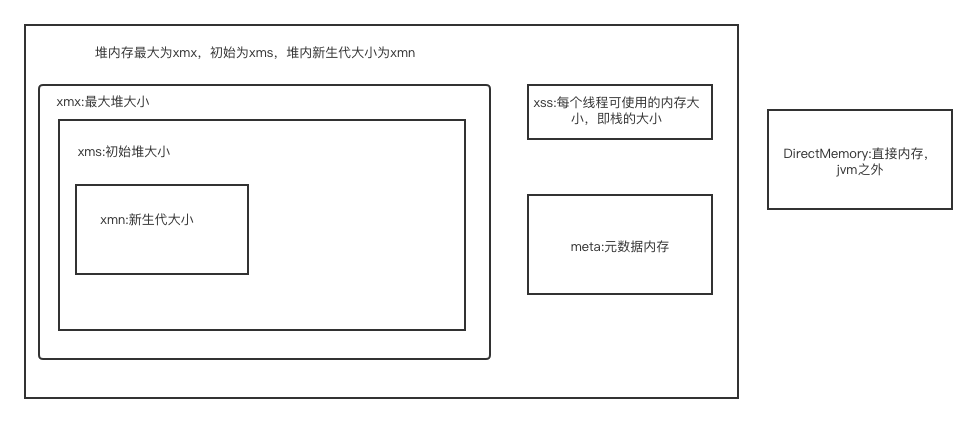 堆内存最大为xmx，初始为xms，堆内新生代大小为xmn
xmx:最大堆大小
xms:初始堆大小
xmn:新生代大小
xss:每个线程可使用的内存大
小，即栈的大小
meta:元数据内存
DirectMemory:直接内存，
jvm之外